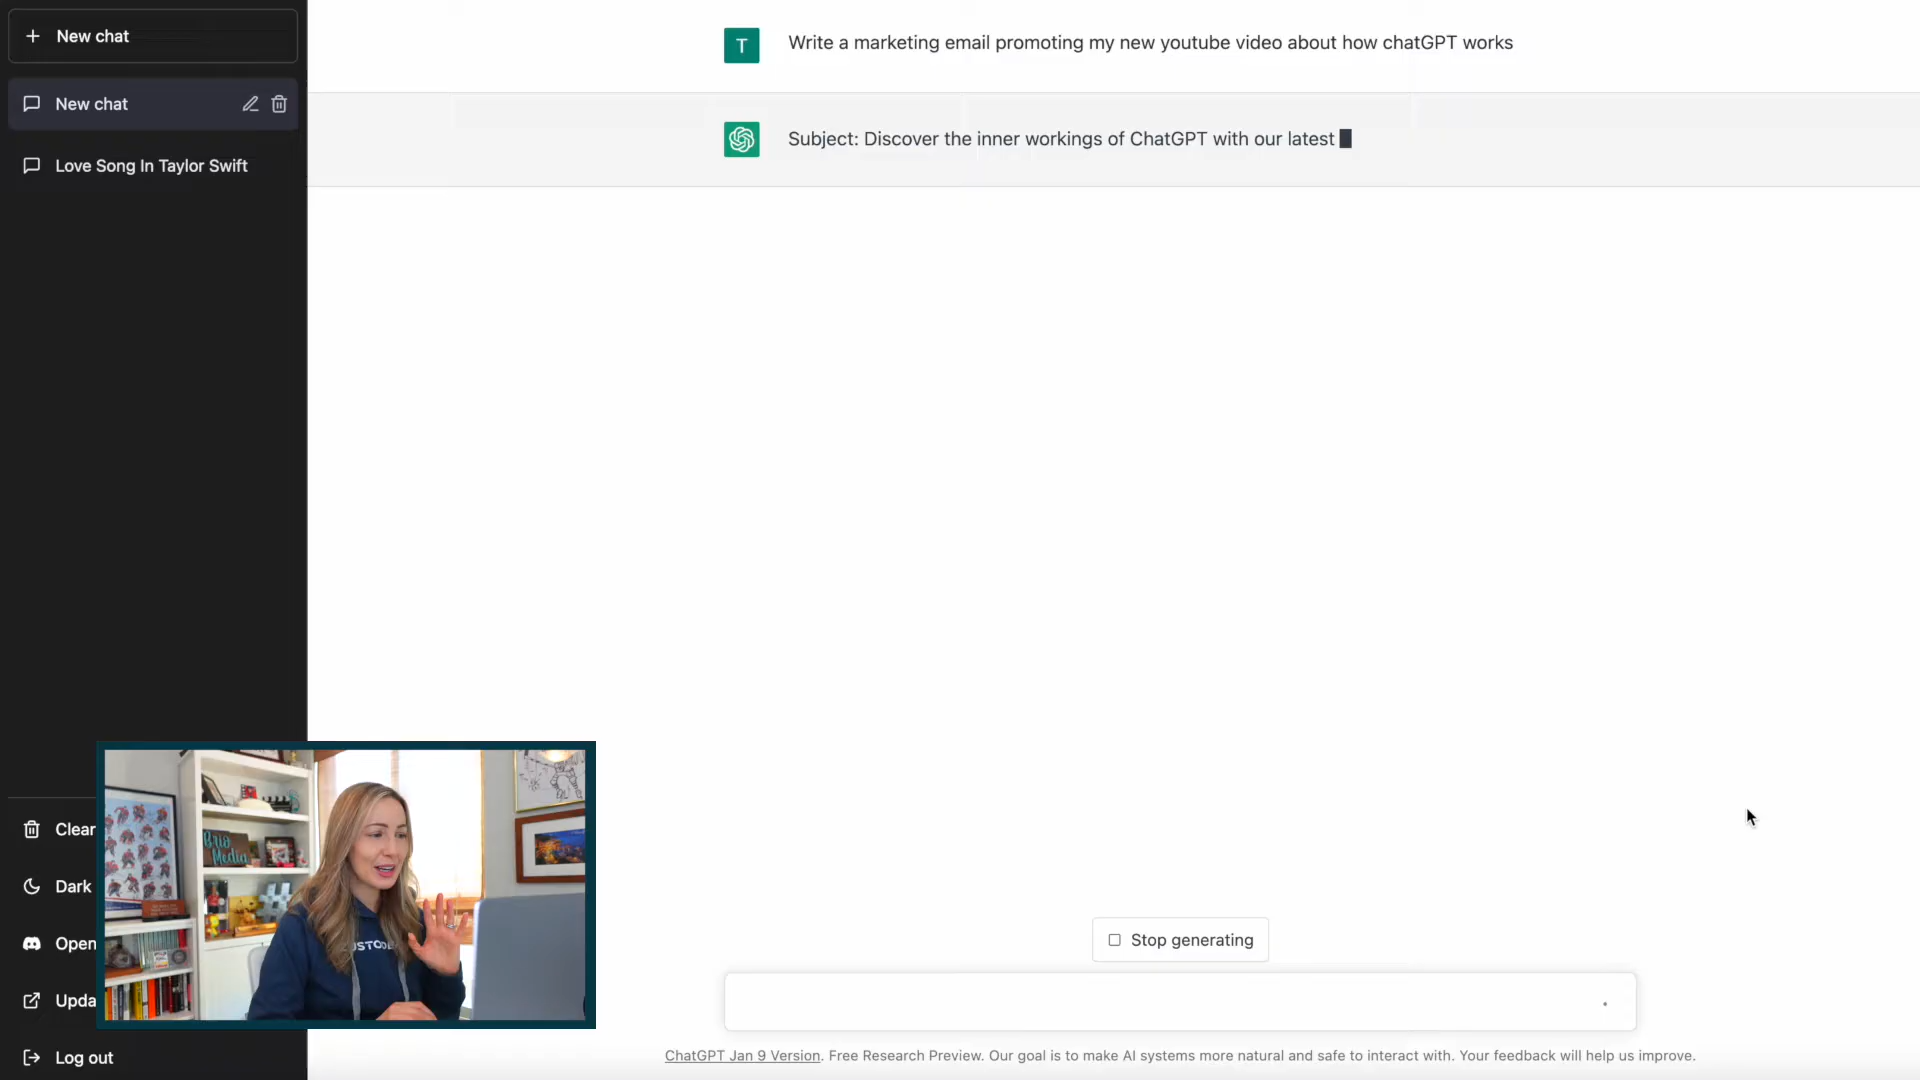 New chat
New chat
Love Song In Taylor Swift
Write a marketing email promoting my new youtube video about how chatGPT works
T
Subject: Discover the inner workings of ChatGPT with our latest
Clear
Dark
Open
Upda
Log out
Brio
Media
Stop generating
ChatGPT Jan 9 Version. Free Research Preview. Our goal is to make AI systems more natural and safe to interact with. Your feedback will help us improve.